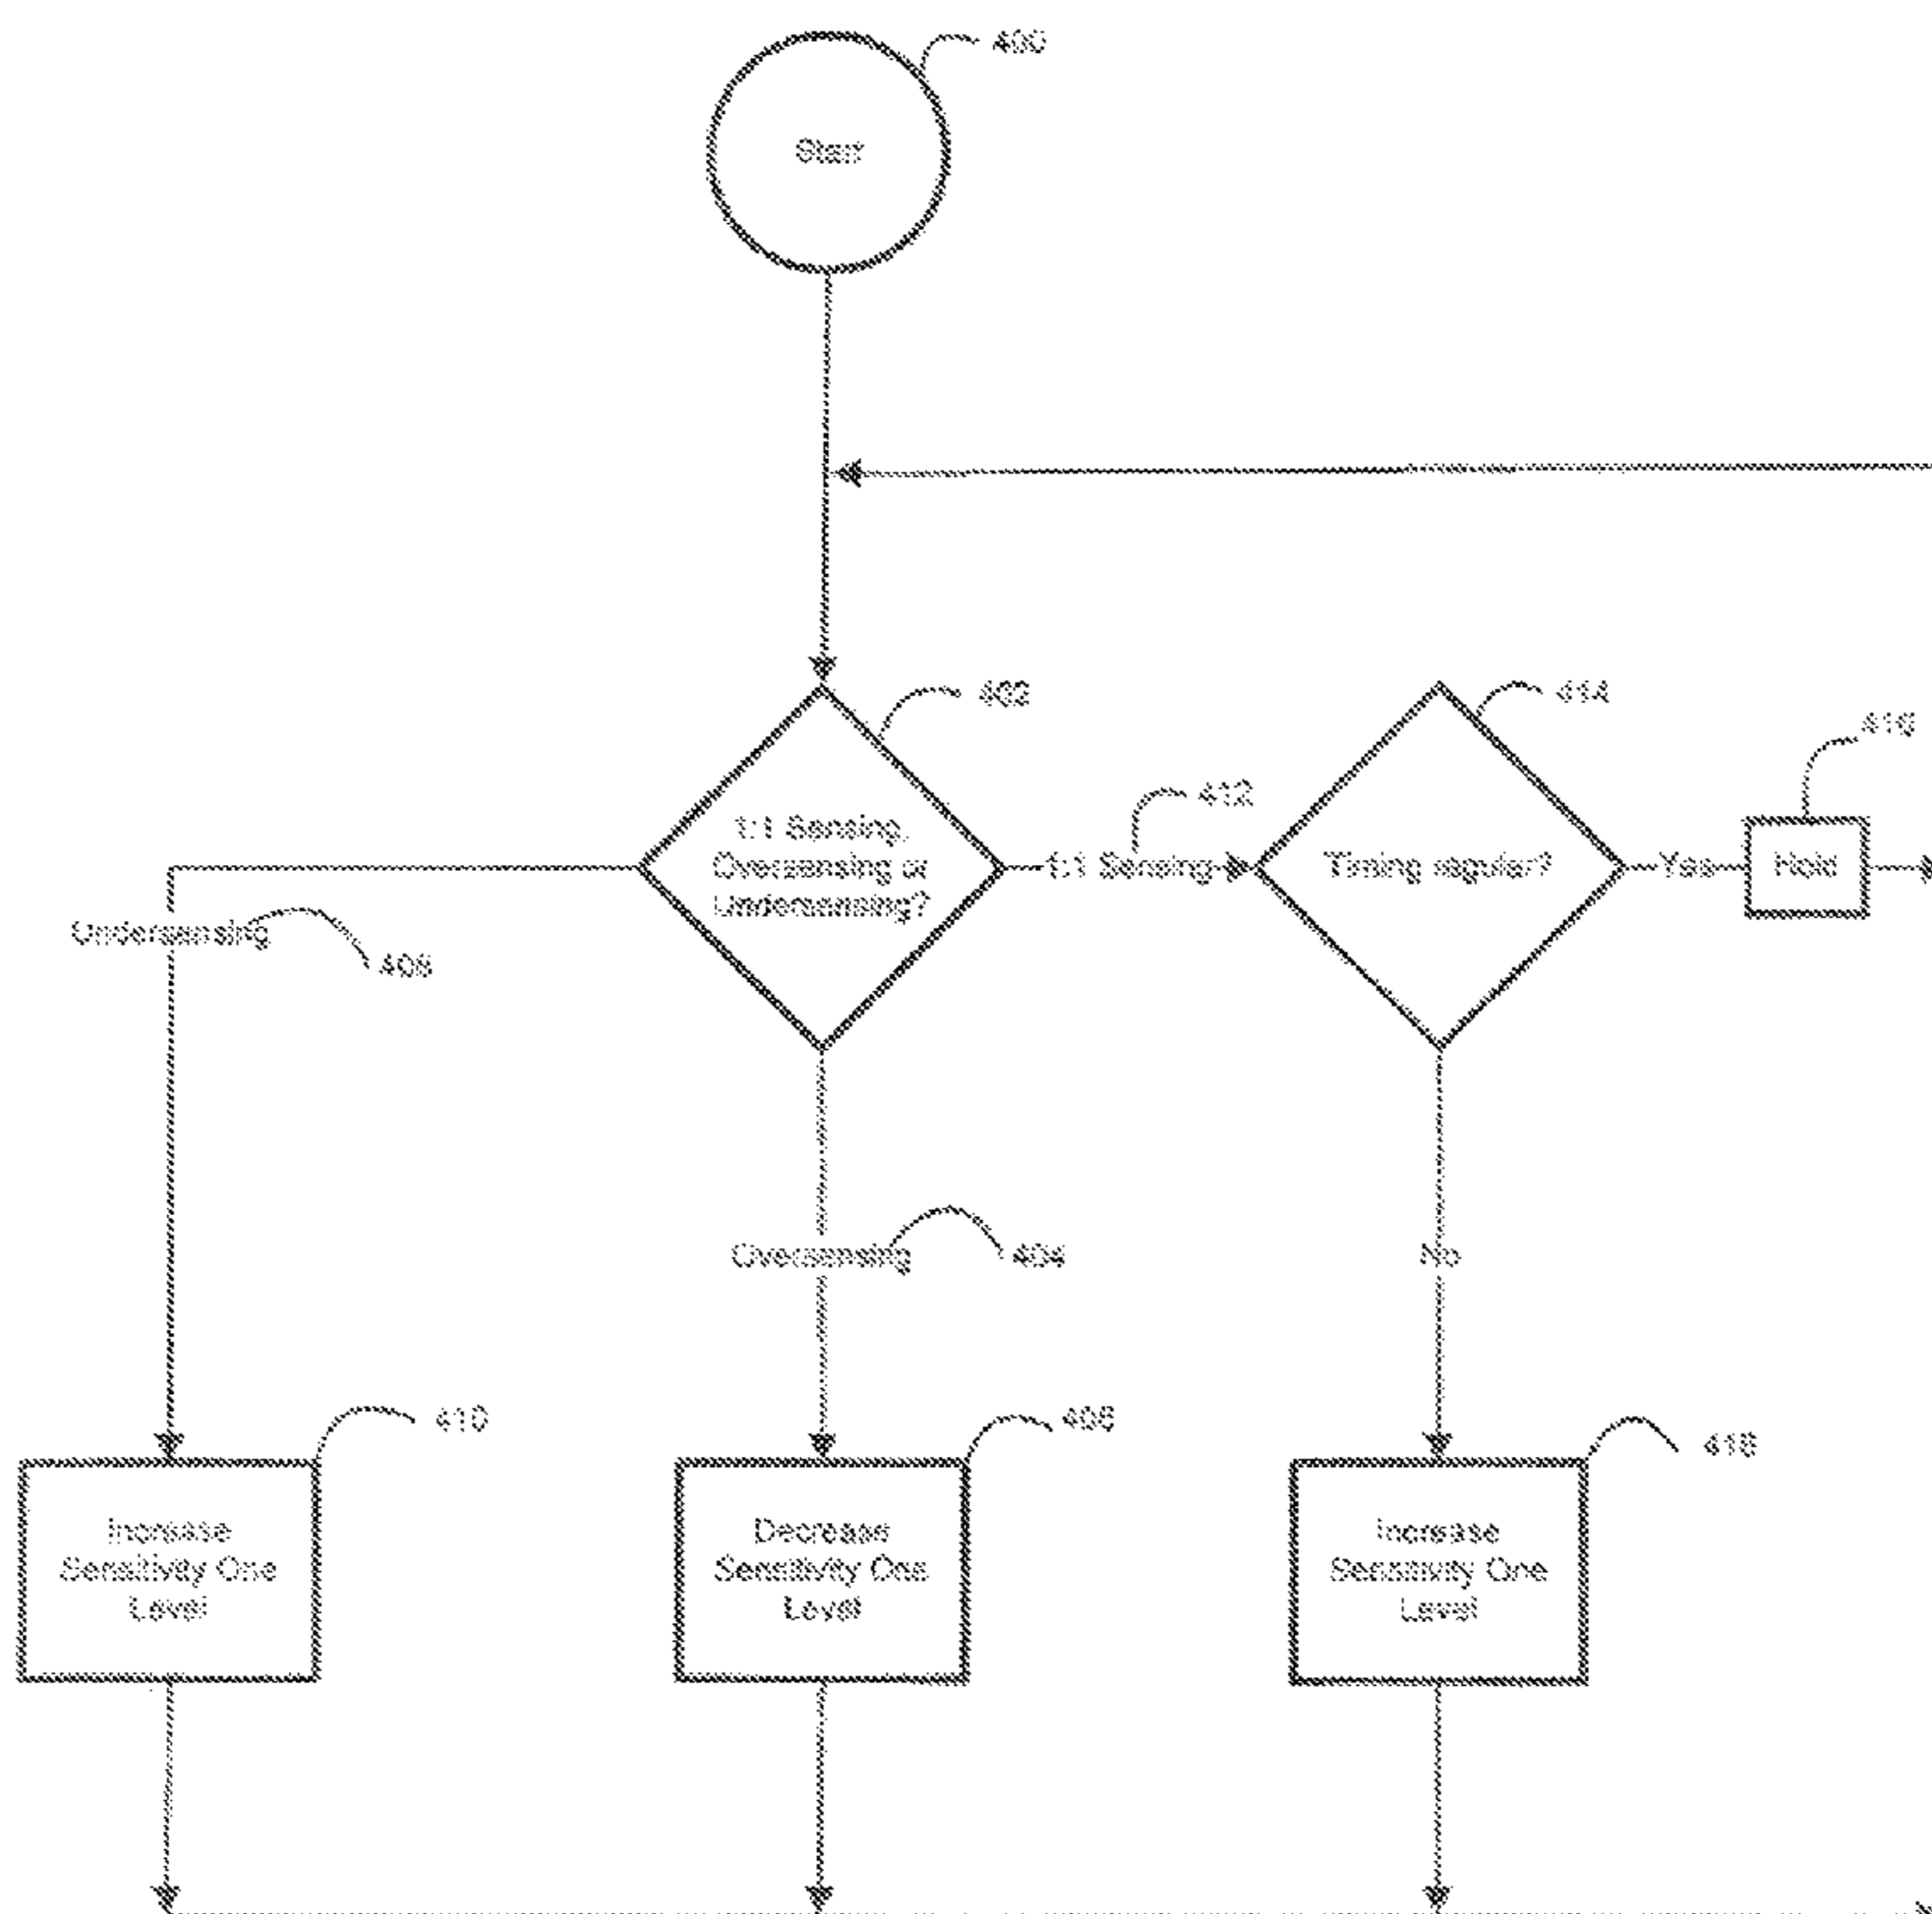 400
Start
402
414
416
412
1:1 Sensing,
Oversensing or
Undersensing?
1:1 Sensing
Timing regular?
Yes
Hold
Undersensing
408
Oversensing
404
No
410
406
418
Increase
Sensitivity One
Level
Decrease
Sensitivity One
Level
Increase
Sensitivity One
Level